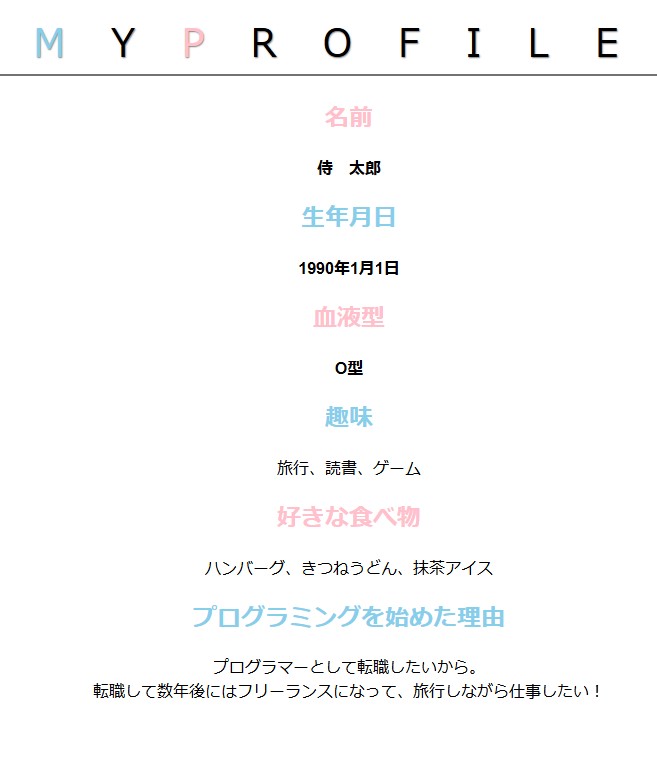 M Y P R O F I L E
名前
侍　太郎
生年月日
1990年1月1日
血液型
O型
趣味
旅行、読書、ゲーム
好きな食べ物
ハンバーグ、きつねうどん、抹茶アイス
プログラミングを始めた理由
プログラマーとして転職したいから。
転職して数年後にはフリーランスになって、旅行しながら仕事したい！